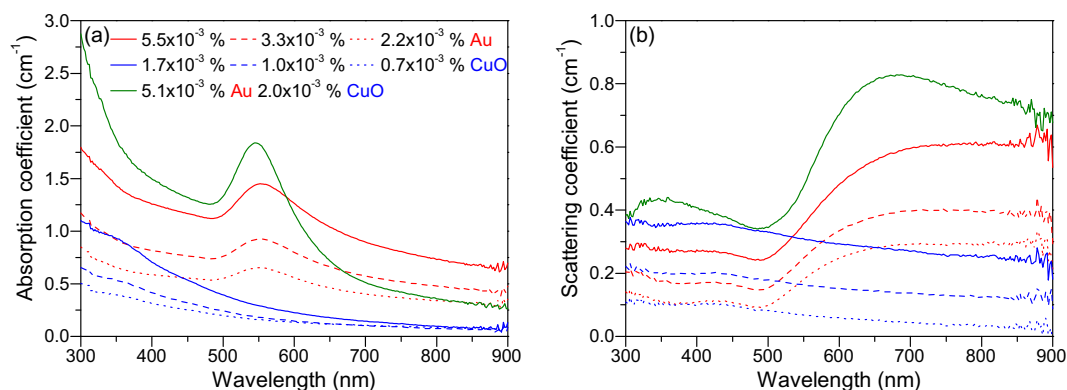 (a)
5.5x10⁻³ % 3.3x10⁻³ % 2.2x10⁻³ % Au
1.7x10⁻³ % 1.0x10⁻³ % 0.7x10⁻³ % CuO
5.1x10⁻³ % Au 2.0x10⁻³ % CuO
Absorption coefficient (cm⁻¹)
3.0
2.5
2.0
1.5
1.0
0.5
0.0
300 400 500 600 700 800 900
Wavelength (nm)
(b)
Scattering coefficient (cm⁻¹)
1.0
0.8
0.6
0.4
0.2
0.0
300 400 500 600 700 800 900
Wavelength (nm)